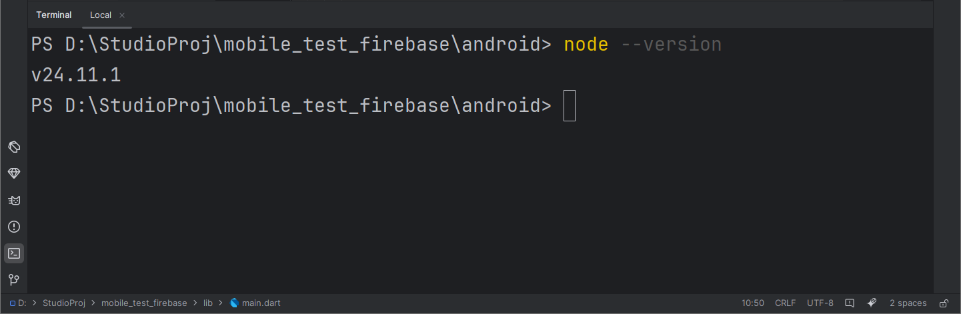 Terminal Local ×
PS D:\StudioProj\mobile_test_firebase\android> node --version
v24.11.1
PS D:\StudioProj\mobile_test_firebase\android>
D: > StudioProj > mobile_test_firebase > lib > main.dart 10:50 CRLF UTF-8 2 spaces